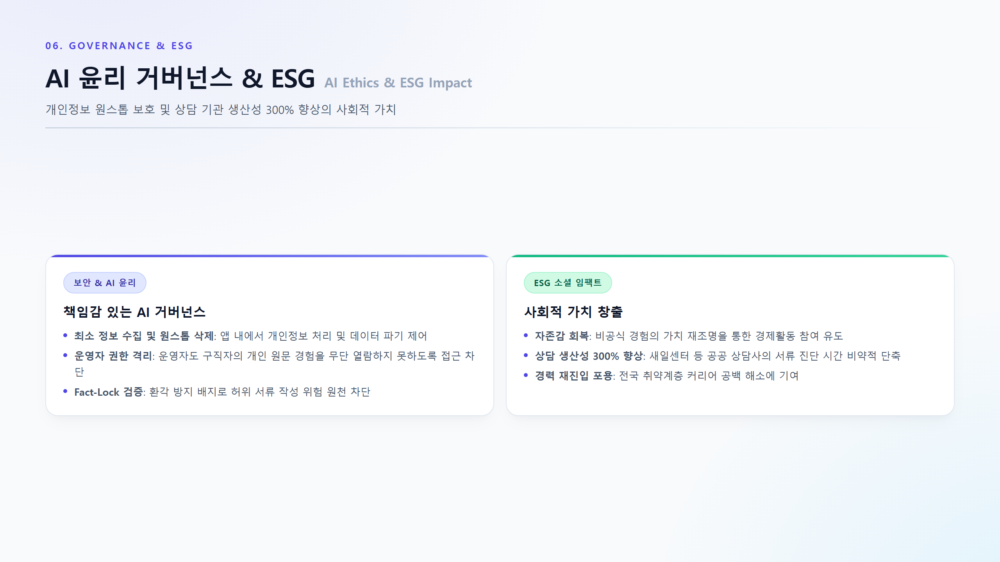 06. GOVERNANCE & ESG
AI 윤리 거버넌스 & ESG AI Ethics & ESG Impact
개인정보 원스톱 보호 및 상담 기관 생산성 300% 향상의 사회적 가치
보안 & AI 윤리
책임감 있는 AI 거버넌스
최소 정보 수집 및 원스톱 삭제: 앱 내에서 개인정보 처리 및 데이터 파기 제어
운영자 권한 격리: 운영자도 구직자의 개인 원문 경험을 무단 열람하지 못하도록 접근 차
단
Fact-Lock 검증: 환각 방지 배지로 허위 서류 작성 위험 원천 차단
ESG 소셜 임팩트
사회적 가치 창출
자존감 회복: 비공식 경험의 가치 재조명을 통한 경제활동 참여 유도
상담 생산성 300% 향상: 새일센터 등 공공 상담사의 서류 진단 시간 비약적 단축
경력 재진입 포용: 전국 취약계층 커리어 공백 해소에 기여